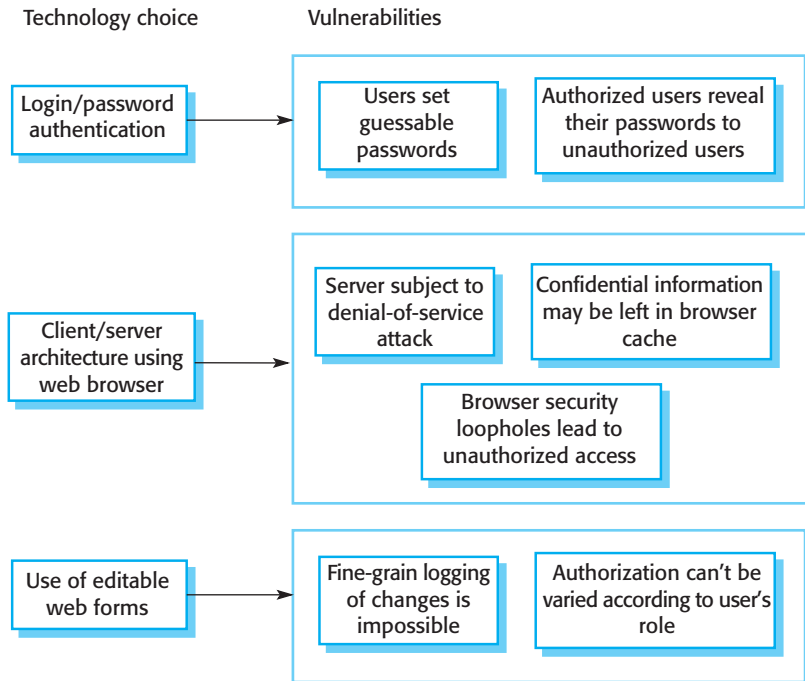 Technology choice
Vulnerabilities
Login/password
authentication
Users set
guessable
passwords
Authorized users reveal
their passwords to
unauthorized users
Client/server
architecture using
web browser
Server subject to
denial-of-service
attack
Confidential information
may be left in browser
cache
Browser security
loopholes lead to
unauthorized access
Use of editable
web forms
Fine-grain logging
of changes is
impossible
Authorization can't be
varied according to user's
role